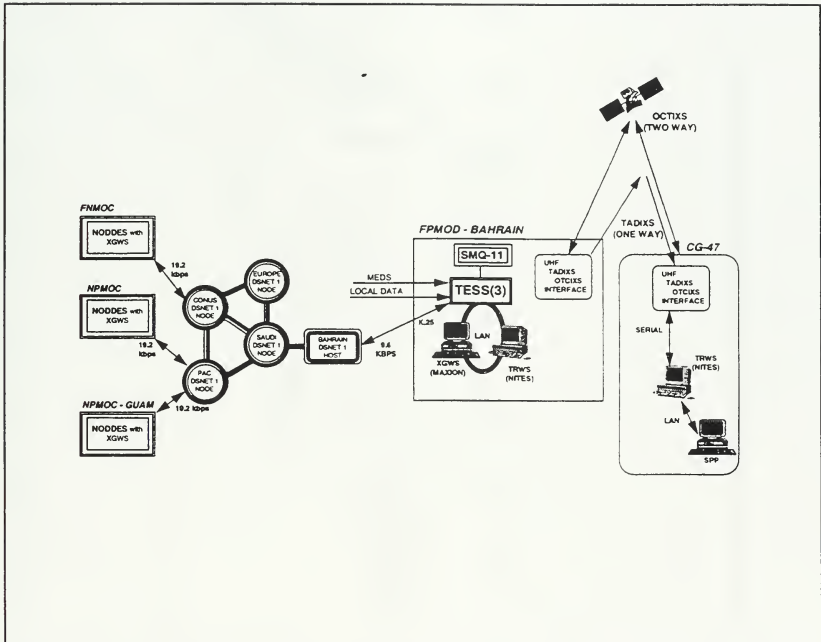 OCTIXS
(TWO WAY)
FNMOC
NODDES with
XGWS
19.2
kbps
NPMOC
NODDES with
XGWS
19.2
kbps
NPMOC - GUAM
NODDES with
XGWS
19.2 kbps
EUROPE
DSNET 1
NODE
CONUS
DSNET 1
NODE
SAUDI
DSNET 1
NODE
PAC
DSNET 1
NODE
BAHRAIN
DSNET 1
HOST
9.6
KBPS
X.25
MEDS
LOCAL DATA
FPMOD - BAHRAIN
SMQ-11
TESS(3)
LAN
XGWS
TRWS
(NITES)
UHF
TADIXS
OTCIXS
INTERFACE
TADIXS
(ONE WAY)
CG-47
UHF
TADIXS
OTCIXS
INTERFACE
SERIAL
TRWS
(NITES)
LAN
SPP